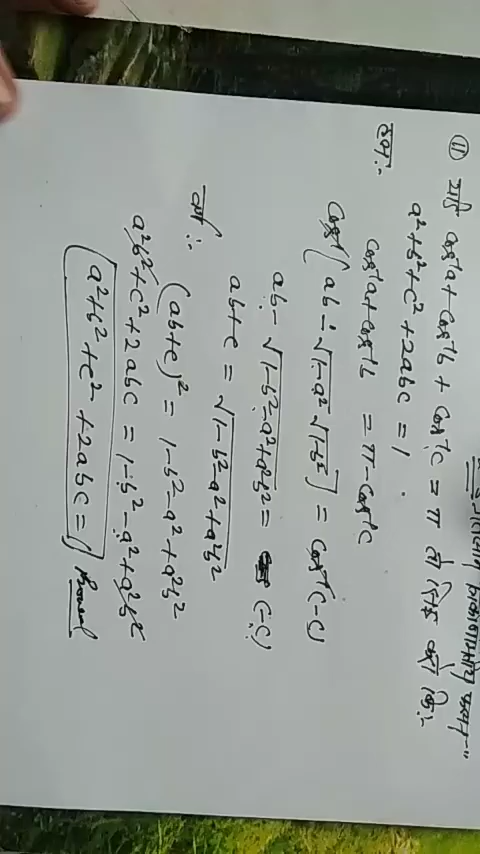 (11) यदि cos⁻¹a + cos⁻¹b + cos⁻¹c = π तो सिद्ध करो कि:-
a² + b² + c² + 2abc = 1.
हल:-
cos⁻¹a + cos⁻¹b = π - cos⁻¹c
cos⁻¹[ab - √1-a² √1-b²] = cos⁻¹(-c)
ab - √1-b²-a²+a²b² = (-c)
ab+c = √1-b²-a²+a²b²
वर्ग :-
(ab+c)² = 1-b²-a²+a²b²
a²b²+c²+2abc = 1-b²-a²+a²b²
a²+b²+c²+2abc=1 Proved